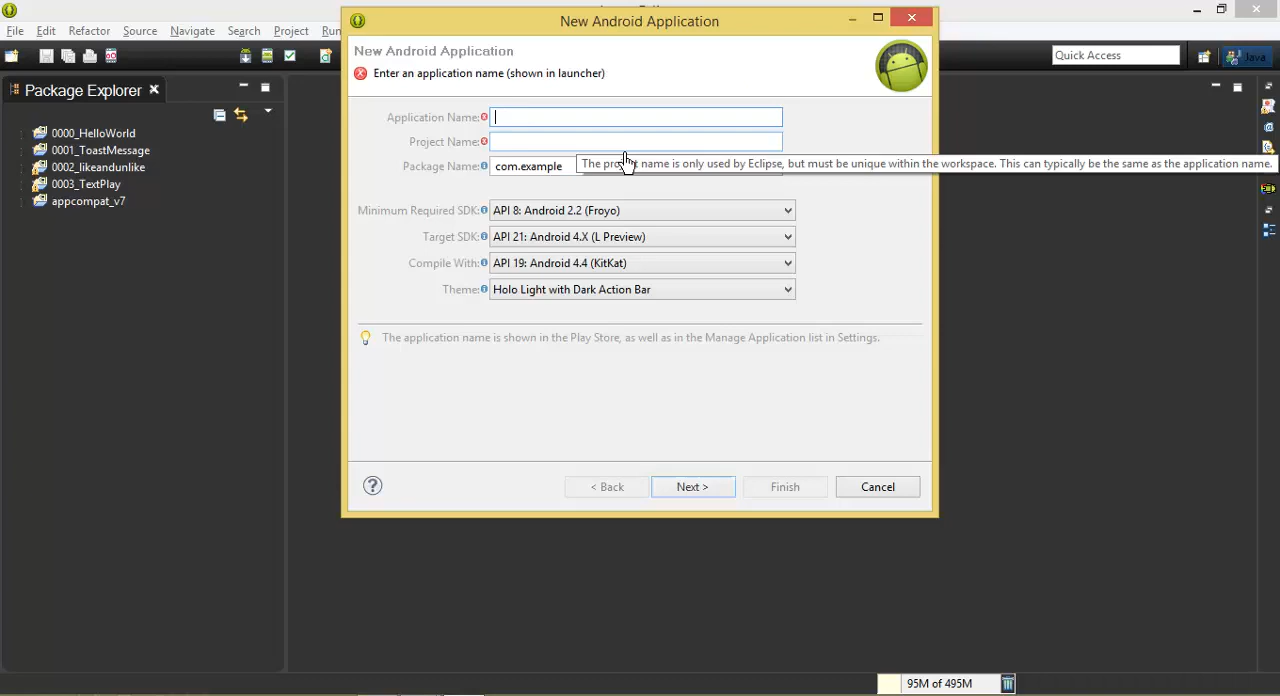 New Android Application
File Edit Refactor Source Navigate Search Project Run
New Android Application
Enter an application name (shown in launcher)
Quick Access
Java
Package Explorer
Application Name:
Project Name:
Package Name: com.example
The project name is only used by Eclipse, but must be unique within the workspace. This can typically be the same as the application name.
0000_HelloWorld
0001_ToastMessage
0002_likeandunlike
0003_TextPlay
appcompat_v7
Minimum Required SDK: API 8: Android 2.2 (Froyo)
Target SDK: API 21: Android 4.X (L Preview)
Compile With: API 19: Android 4.4 (KitKat)
Theme: Holo Light with Dark Action Bar
The application name is shown in the Play Store, as well as in the Manage Application list in Settings.
< Back
Next >
Finish
Cancel
95M of 495M